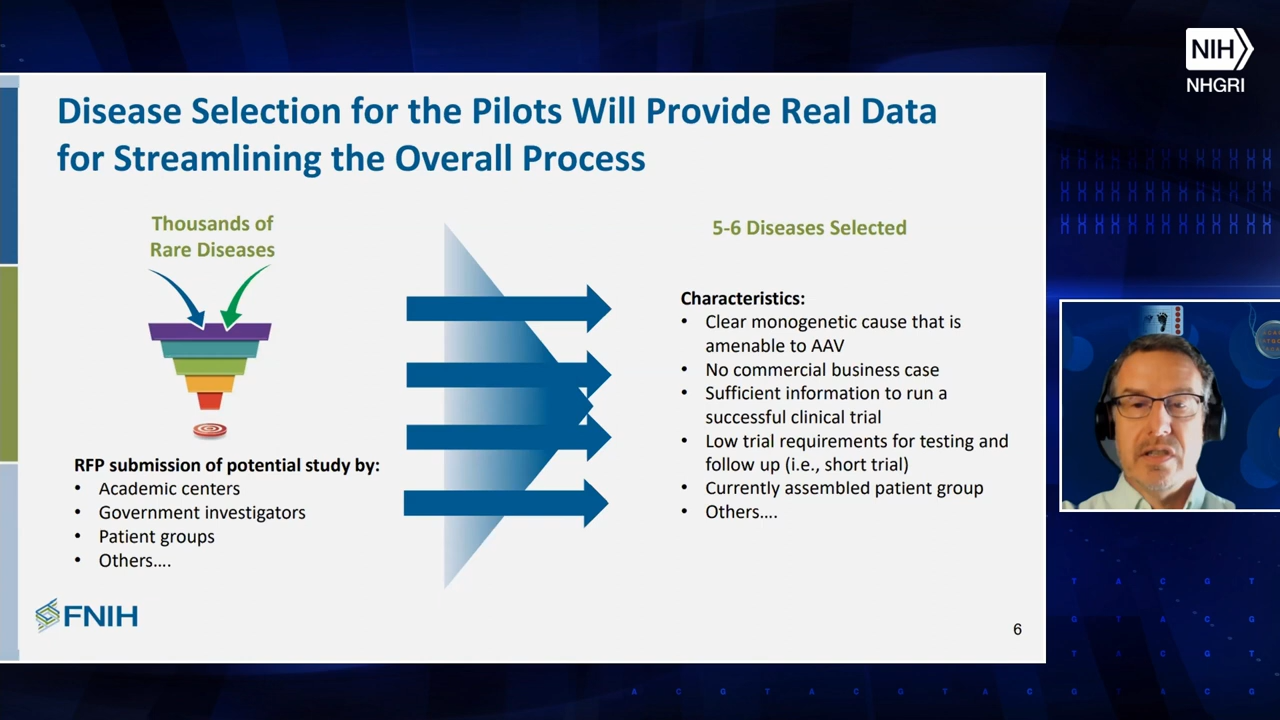 NIH
NHGRI
Disease Selection for the Pilots Will Provide Real Data
for Streamlining the Overall Process
Thousands of
Rare Diseases
RFP submission of potential study by:
• Academic centers
• Government investigators
• Patient groups
• Others....
5-6 Diseases Selected
Characteristics:
• Clear monogenetic cause that is
amenable to AAV
• No commercial business case
• Sufficient information to run a
successful clinical trial
• Low trial requirements for testing and
follow up (i.e., short trial)
• Currently assembled patient group
• Others....
FNIH
6
T A C G T
G T A C G
T A C G T
A C G T A C G T A C G T A C G